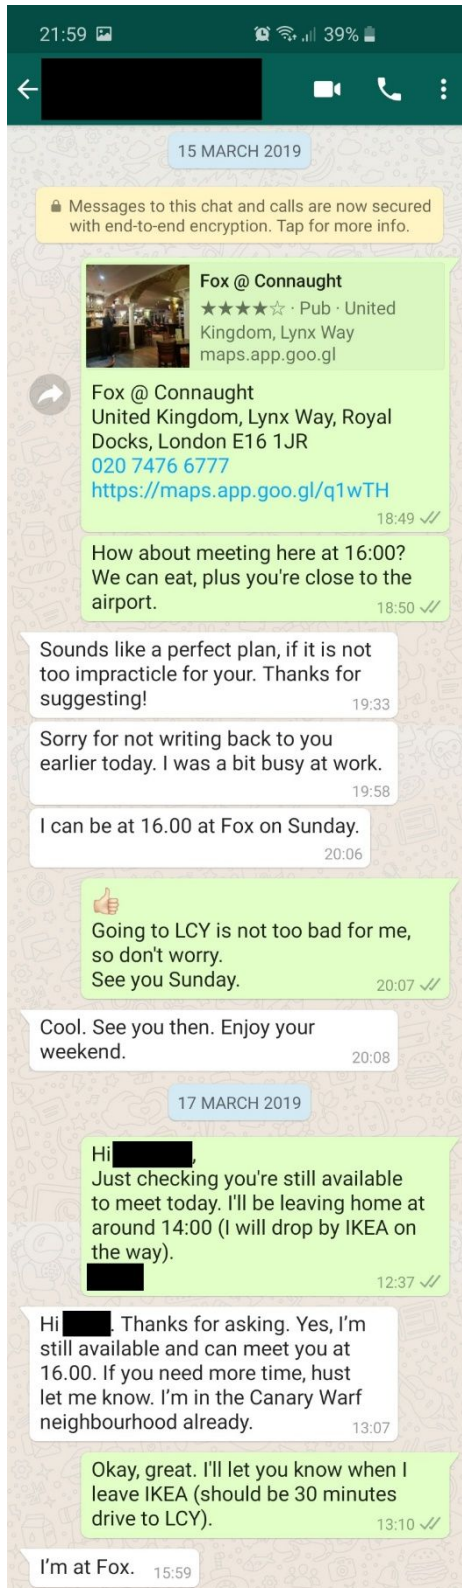 21:59 39%
15 MARCH 2019
Messages to this chat and calls are now secured
with end-to-end encryption. Tap for more info.
Fox @ Connaught
★★★★☆ · Pub · United
Kingdom, Lynx Way
maps.app.goo.gl
Fox @ Connaught
United Kingdom, Lynx Way, Royal
Docks, London E16 1JR
020 7476 6777
https://maps.app.goo.gl/q1wTH
18:49
How about meeting here at 16:00?
We can eat, plus you're close to the
airport.
18:50
Sounds like a perfect plan, if it is not
too impracticle for your. Thanks for
suggesting!
19:33
Sorry for not writing back to you
earlier today. I was a bit busy at work.
19:58
I can be at 16.00 at Fox on Sunday.
20:06
👍
Going to LCY is not too bad for me,
so don't worry.
See you Sunday.
20:07
Cool. See you then. Enjoy your
weekend.
20:08
17 MARCH 2019
Hi ,
Just checking you're still available
to meet today. I'll be leaving home at
around 14:00 (I will drop by IKEA on
the way).
12:37
Hi . Thanks for asking. Yes, I’m
still available and can meet you at
16.00. If you need more time, hust
let me know. I’m in the Canary Warf
neighbourhood already.
13:07
Okay, great. I'll let you know when I
leave IKEA (should be 30 minutes
drive to LCY).
13:10
I’m at Fox.
15:59